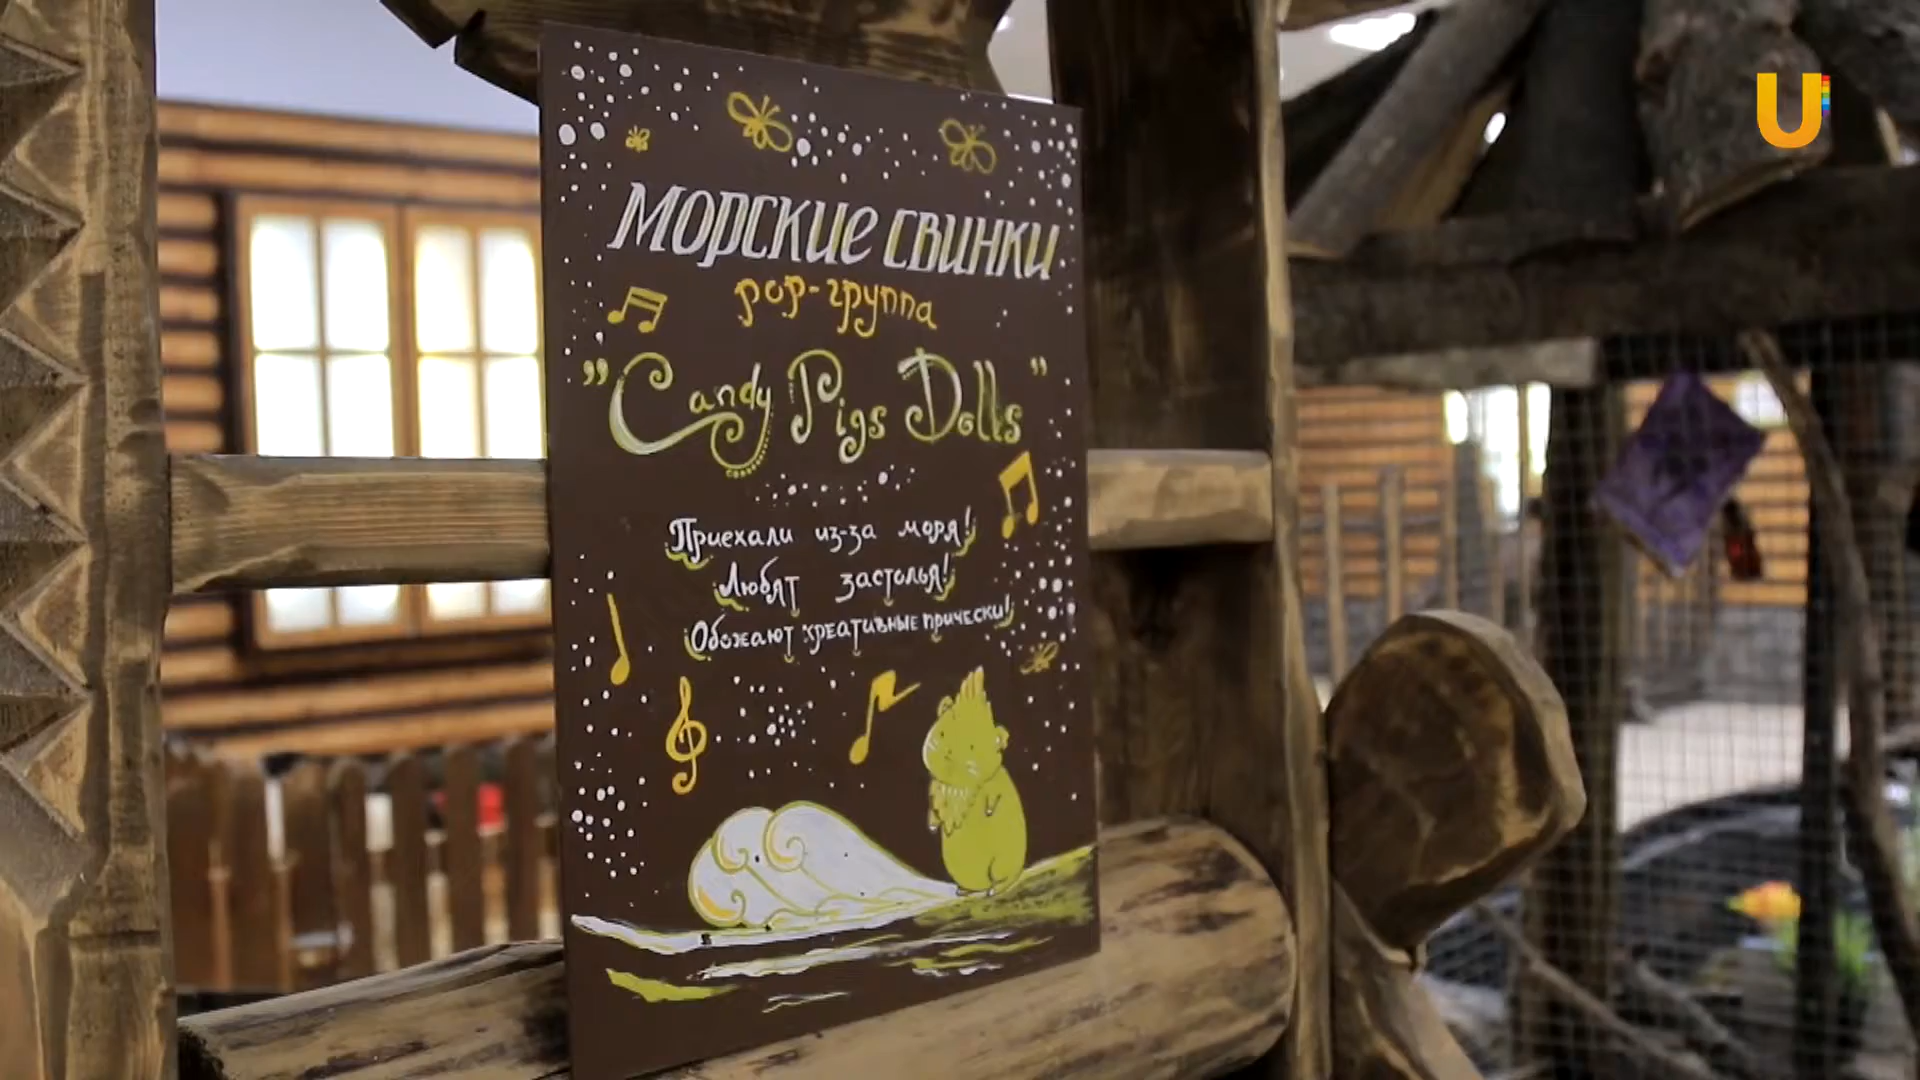 U
МОРСКИЕ СВИНКИ
pop-группа
"Candy Pigs Dolls"
Приехали из-за моря!
Любят застолья!
Обожают креативные прически!